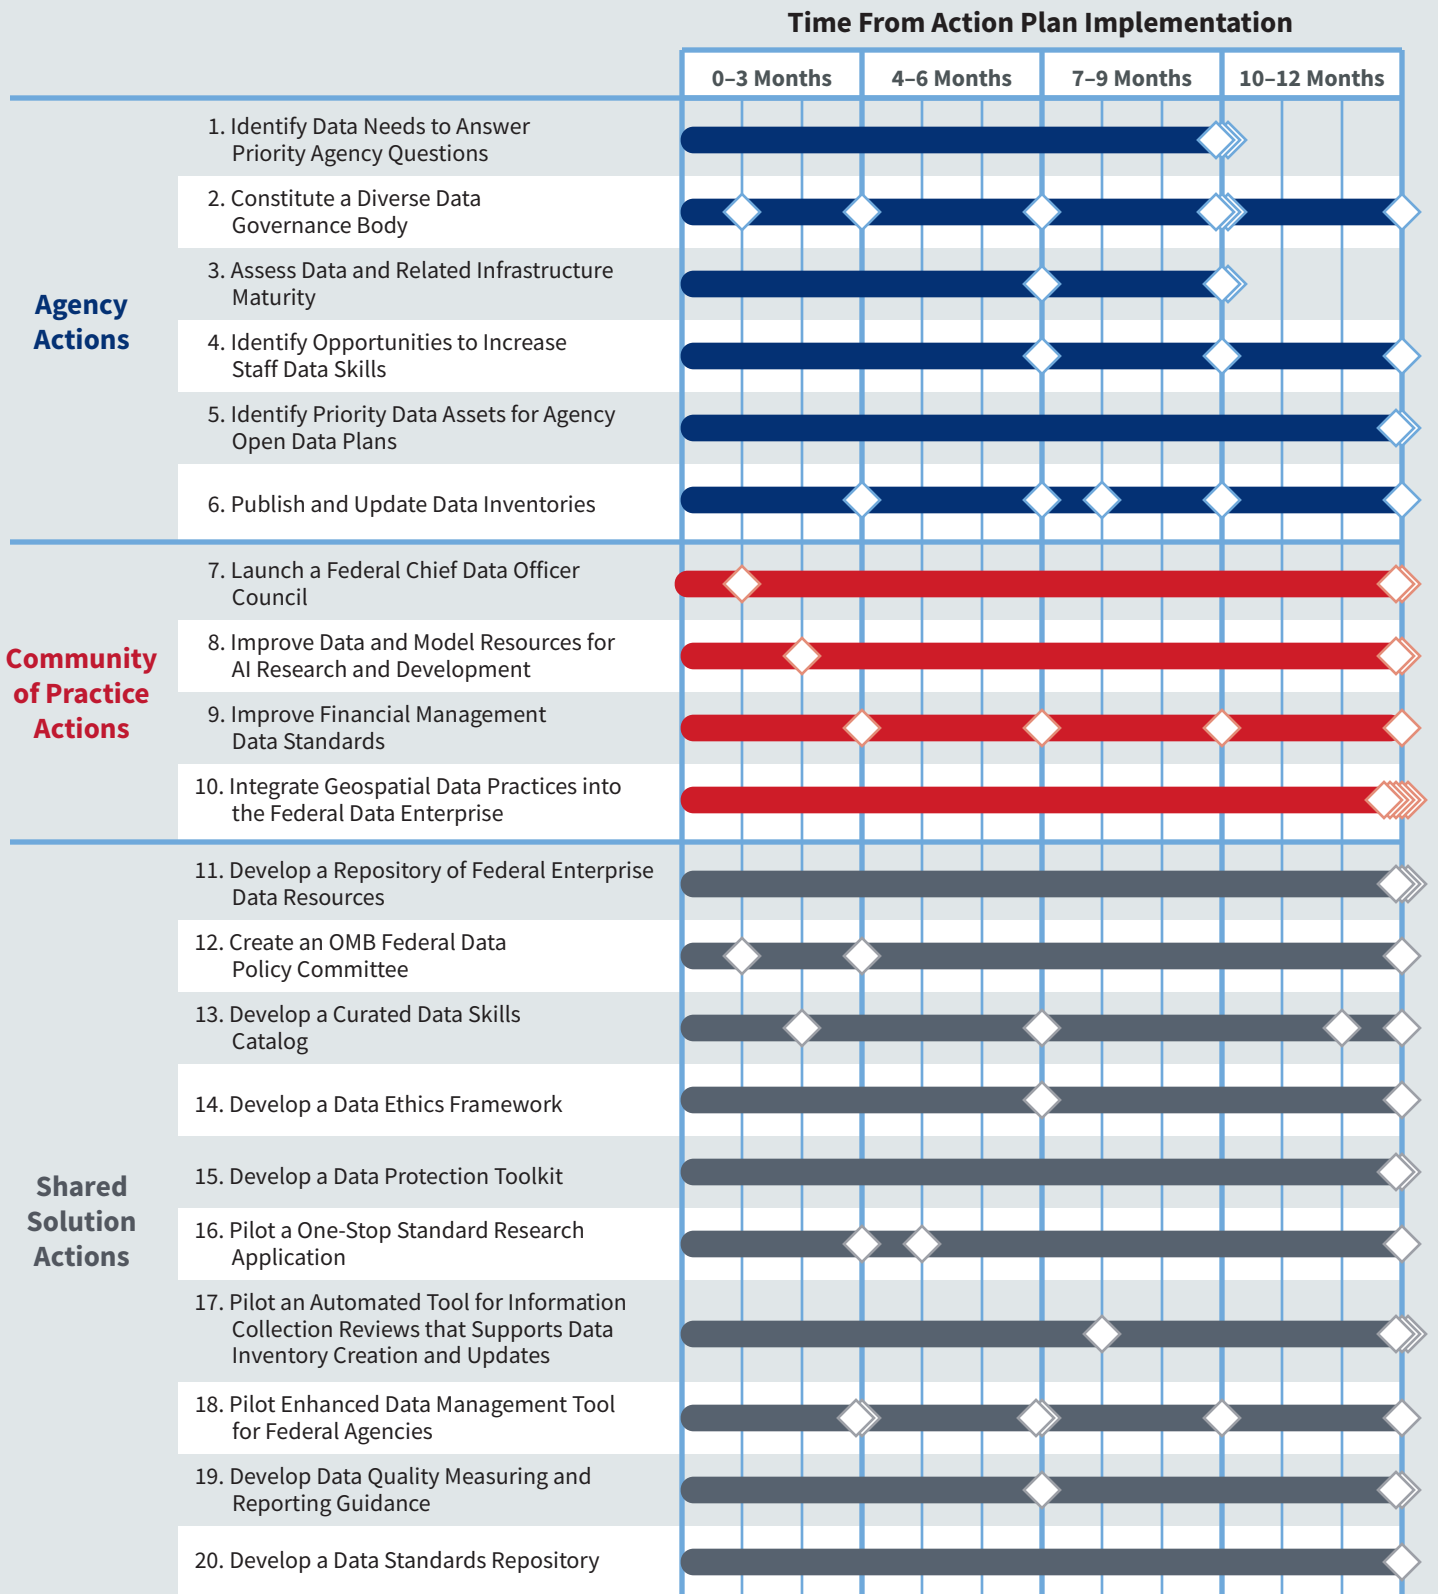 Time From Action Plan Implementation
0–3 Months
4–6 Months
7–9 Months
10–12 Months
Agency
Actions
1. Identify Data Needs to Answer
Priority Agency Questions
2. Constitute a Diverse Data
Governance Body
3. Assess Data and Related Infrastructure
Maturity
4. Identify Opportunities to Increase
Staff Data Skills
5. Identify Priority Data Assets for Agency
Open Data Plans
6. Publish and Update Data Inventories
Community
of Practice
Actions
7. Launch a Federal Chief Data Officer
Council
8. Improve Data and Model Resources for
AI Research and Development
9. Improve Financial Management
Data Standards
10. Integrate Geospatial Data Practices into
the Federal Data Enterprise
Shared
Solution
Actions
11. Develop a Repository of Federal Enterprise
Data Resources
12. Create an OMB Federal Data
Policy Committee
13. Develop a Curated Data Skills
Catalog
14. Develop a Data Ethics Framework
15. Develop a Data Protection Toolkit
16. Pilot a One-Stop Standard Research
Application
17. Pilot an Automated Tool for Information
Collection Reviews that Supports Data
Inventory Creation and Updates
18. Pilot Enhanced Data Management Tool
for Federal Agencies
19. Develop Data Quality Measuring and
Reporting Guidance
20. Develop a Data Standards Repository